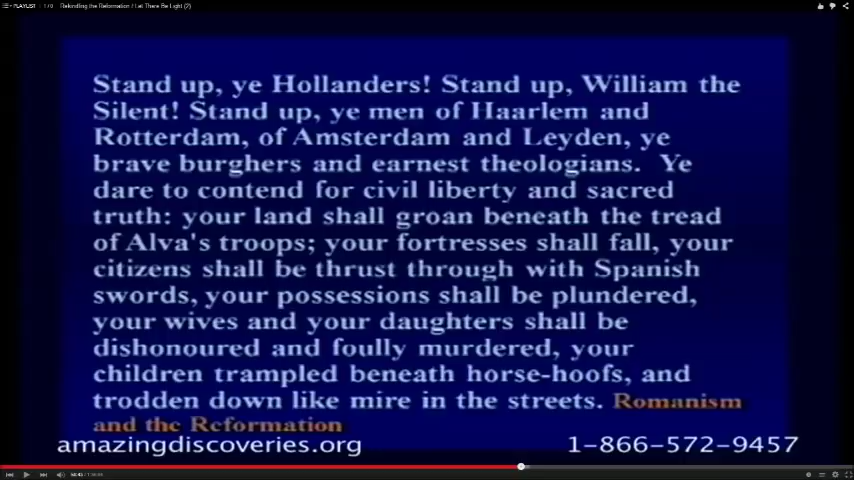 PLAYLIST
Rekindling the Reformation / Let There Be Light (2)
Stand up, ye Hollanders! Stand up, William the
Silent! Stand up, ye men of Haarlem and
Rotterdam, of Amsterdam and Leyden, ye
brave burghers and earnest theologians. Ye
dare to contend for civil liberty and sacred
truth: your land shall groan beneath the tread
of Alva's troops; your fortresses shall fall, your
citizens shall be thrust through with Spanish
swords, your possessions shall be plundered,
your wives and your daughters shall be
dishonoured and foully murdered, your
children trampled beneath horse-hoofs, and
trodden down like mire in the streets. Romanism
and the Reformation
amazingdiscoveries.org 1-866-572-9457